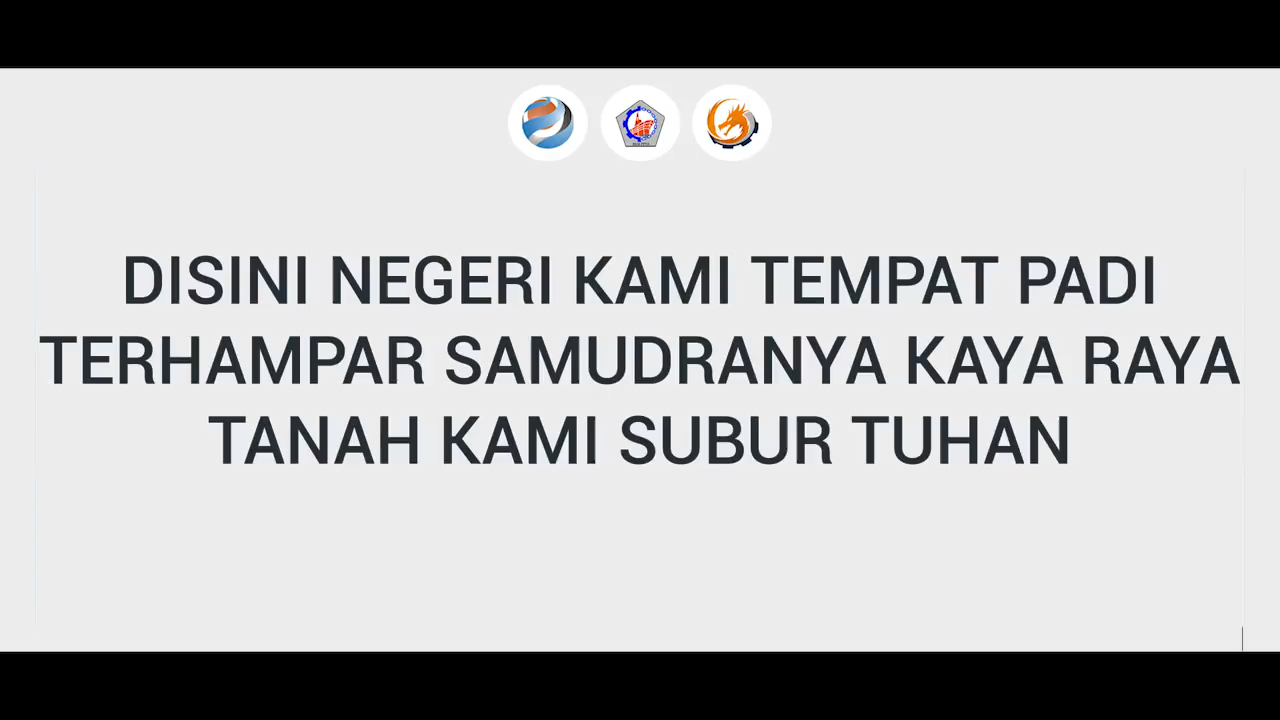 DISINI NEGERI KAMI TEMPAT PADI
TERHAMPAR SAMUDRANYA KAYA RAYA
TANAH KAMI SUBUR TUHAN